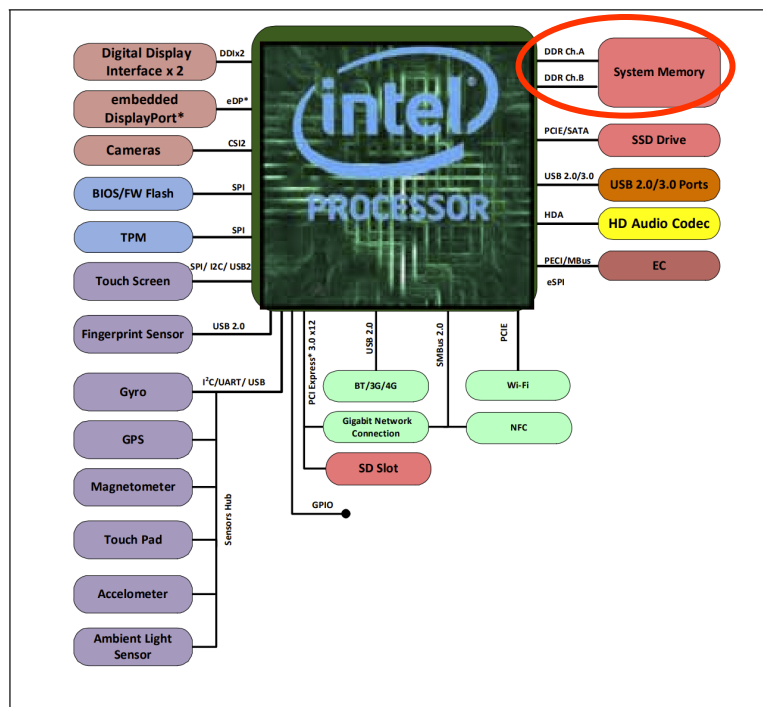 Digital Display
Interface x 2
DDIx2
embedded
DisplayPort*
eDP*
Cameras
CSI2
BIOS/FW Flash
SPI
TPM
SPI
Touch Screen
SPI/ I2C/ USB2
Fingerprint Sensor
USB 2.0
Gyro
I²C/UART/ USB
GPS
Magnetometer
Touch Pad
Accelometer
Ambient Light
Sensor
Sensors Hub
intel
PROCESSOR
DDR Ch.A
DDR Ch.B
System Memory
PCIE/SATA
SSD Drive
USB 2.0/3.0
USB 2.0/3.0 Ports
HDA
HD Audio Codec
PECI/MBus
eSPI
EC
PCI Express* 3.0 x12
USB 2.0
SMBus 2.0
PCIE
BT/3G/4G
Wi-Fi
Gigabit Network
Connection
NFC
SD Slot
GPIO